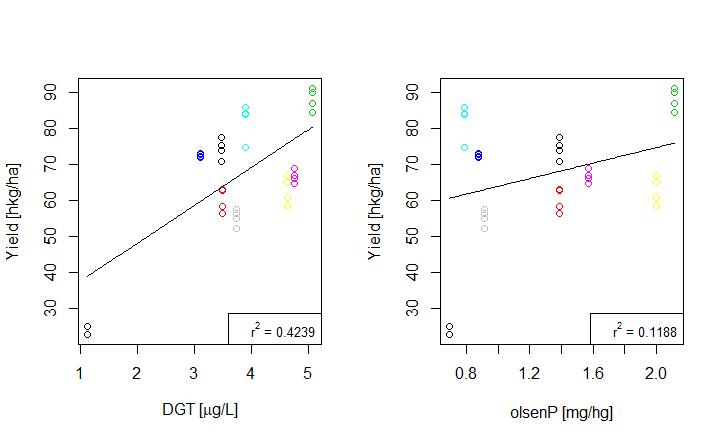 Yield [hkg/ha]
90
80
70
60
50
40
30
r² = 0.4239
1 2 3 4 5
DGT [µg/L]
Yield [hkg/ha]
90
80
70
60
50
40
30
r² = 0.1188
0.8 1.2 1.6 2.0
olsenP [mg/hg]